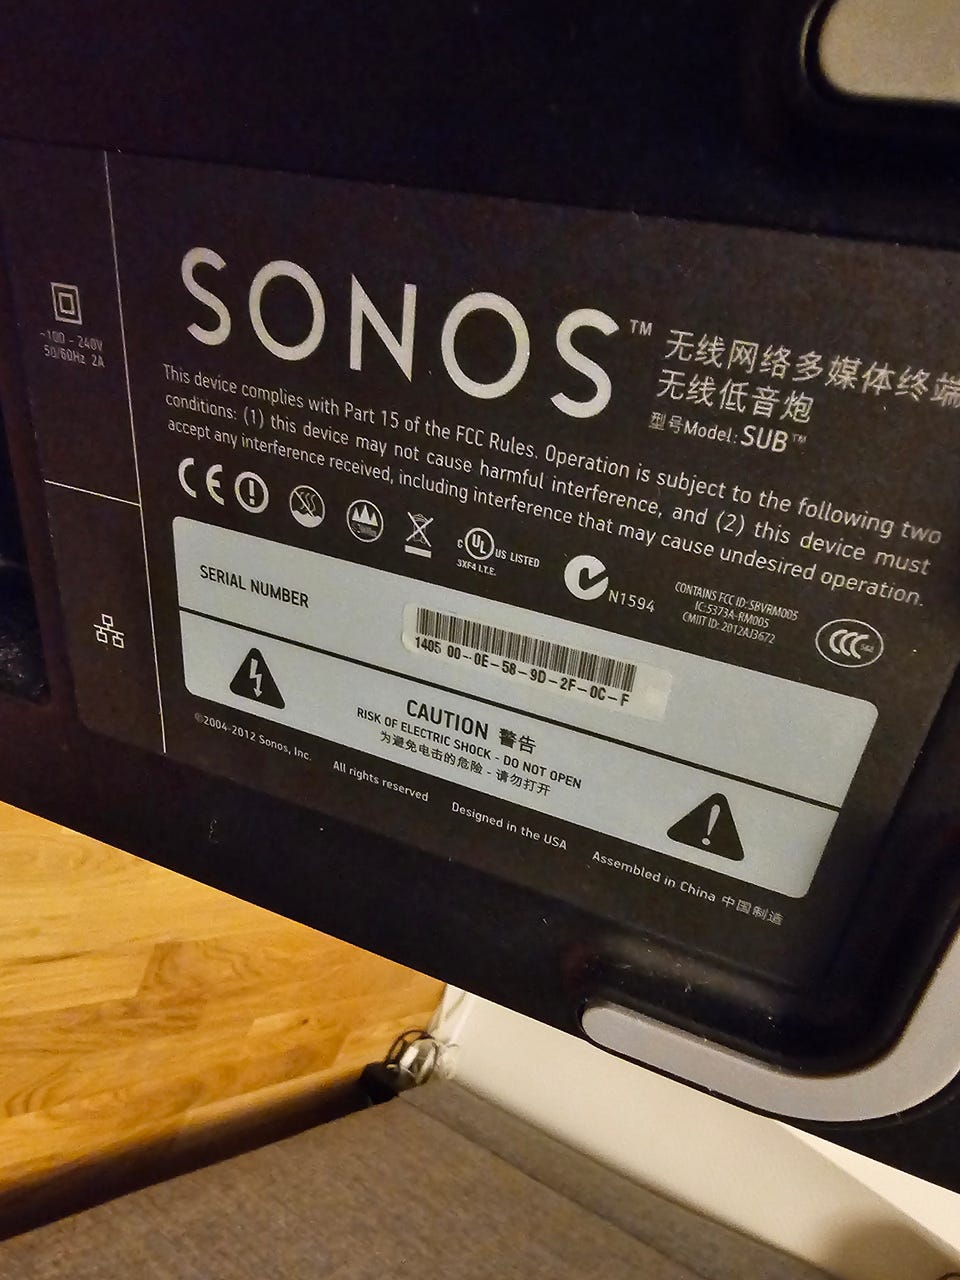 ~100 - 240V
50/60Hz 2A
SONOS™
无线网络多媒体终端
无线低音炮
型号Model: SUB™
This device complies with Part 15 of the FCC Rules. Operation is subject to the following two
conditions: (1) this device may not cause harmful interference, and (2) this device must
accept any interference received, including interference that may cause undesired operation.
CE
c UL US LISTED
3XF4 I.T.E.
N1594
CONTAINS FCC ID: SBVRM005
IC: 5373A-RM005
CMIIT ID: 2012AJ3672
CCC S&E
SERIAL NUMBER
1405 00-0E-58-9D-2F-0C-F
CAUTION 警告
RISK OF ELECTRIC SHOCK - DO NOT OPEN
为避免电击的危险 - 请勿打开
©2004-2012 Sonos, Inc. All rights reserved Designed in the USA Assembled in China 中国制造